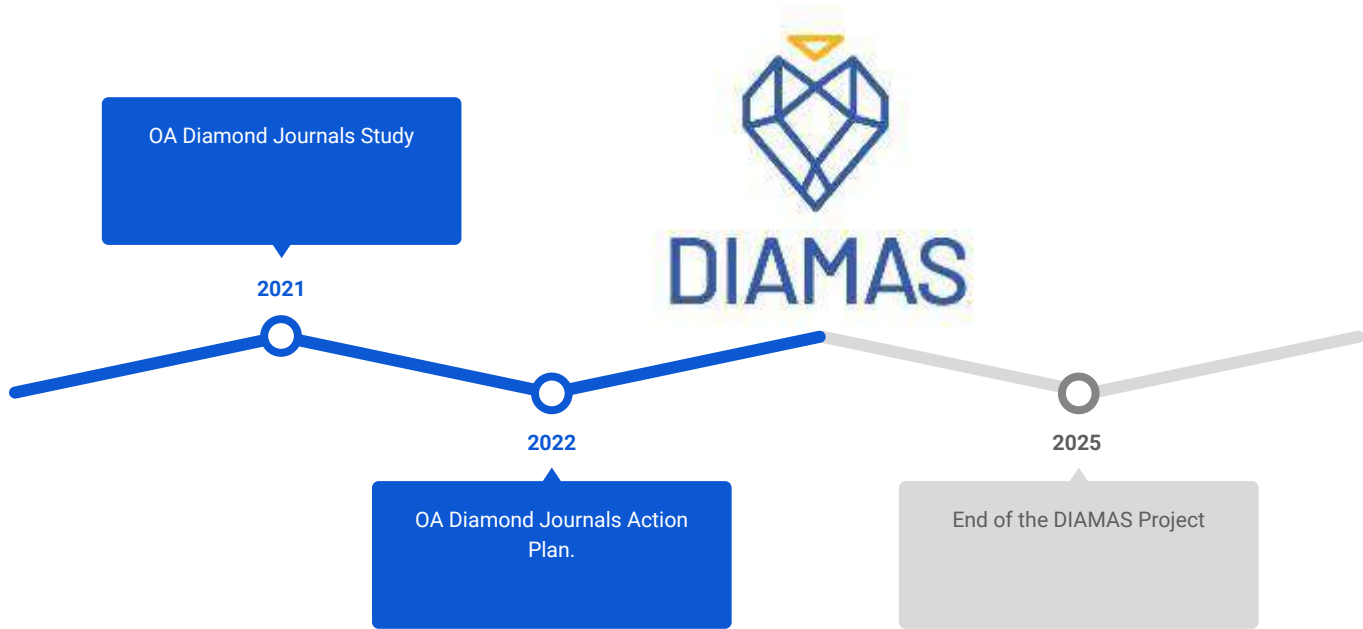 OA Diamond Journals Study
DIAMAS
2021
2022
2025
OA Diamond Journals Action
Plan.
End of the DIAMAS Project